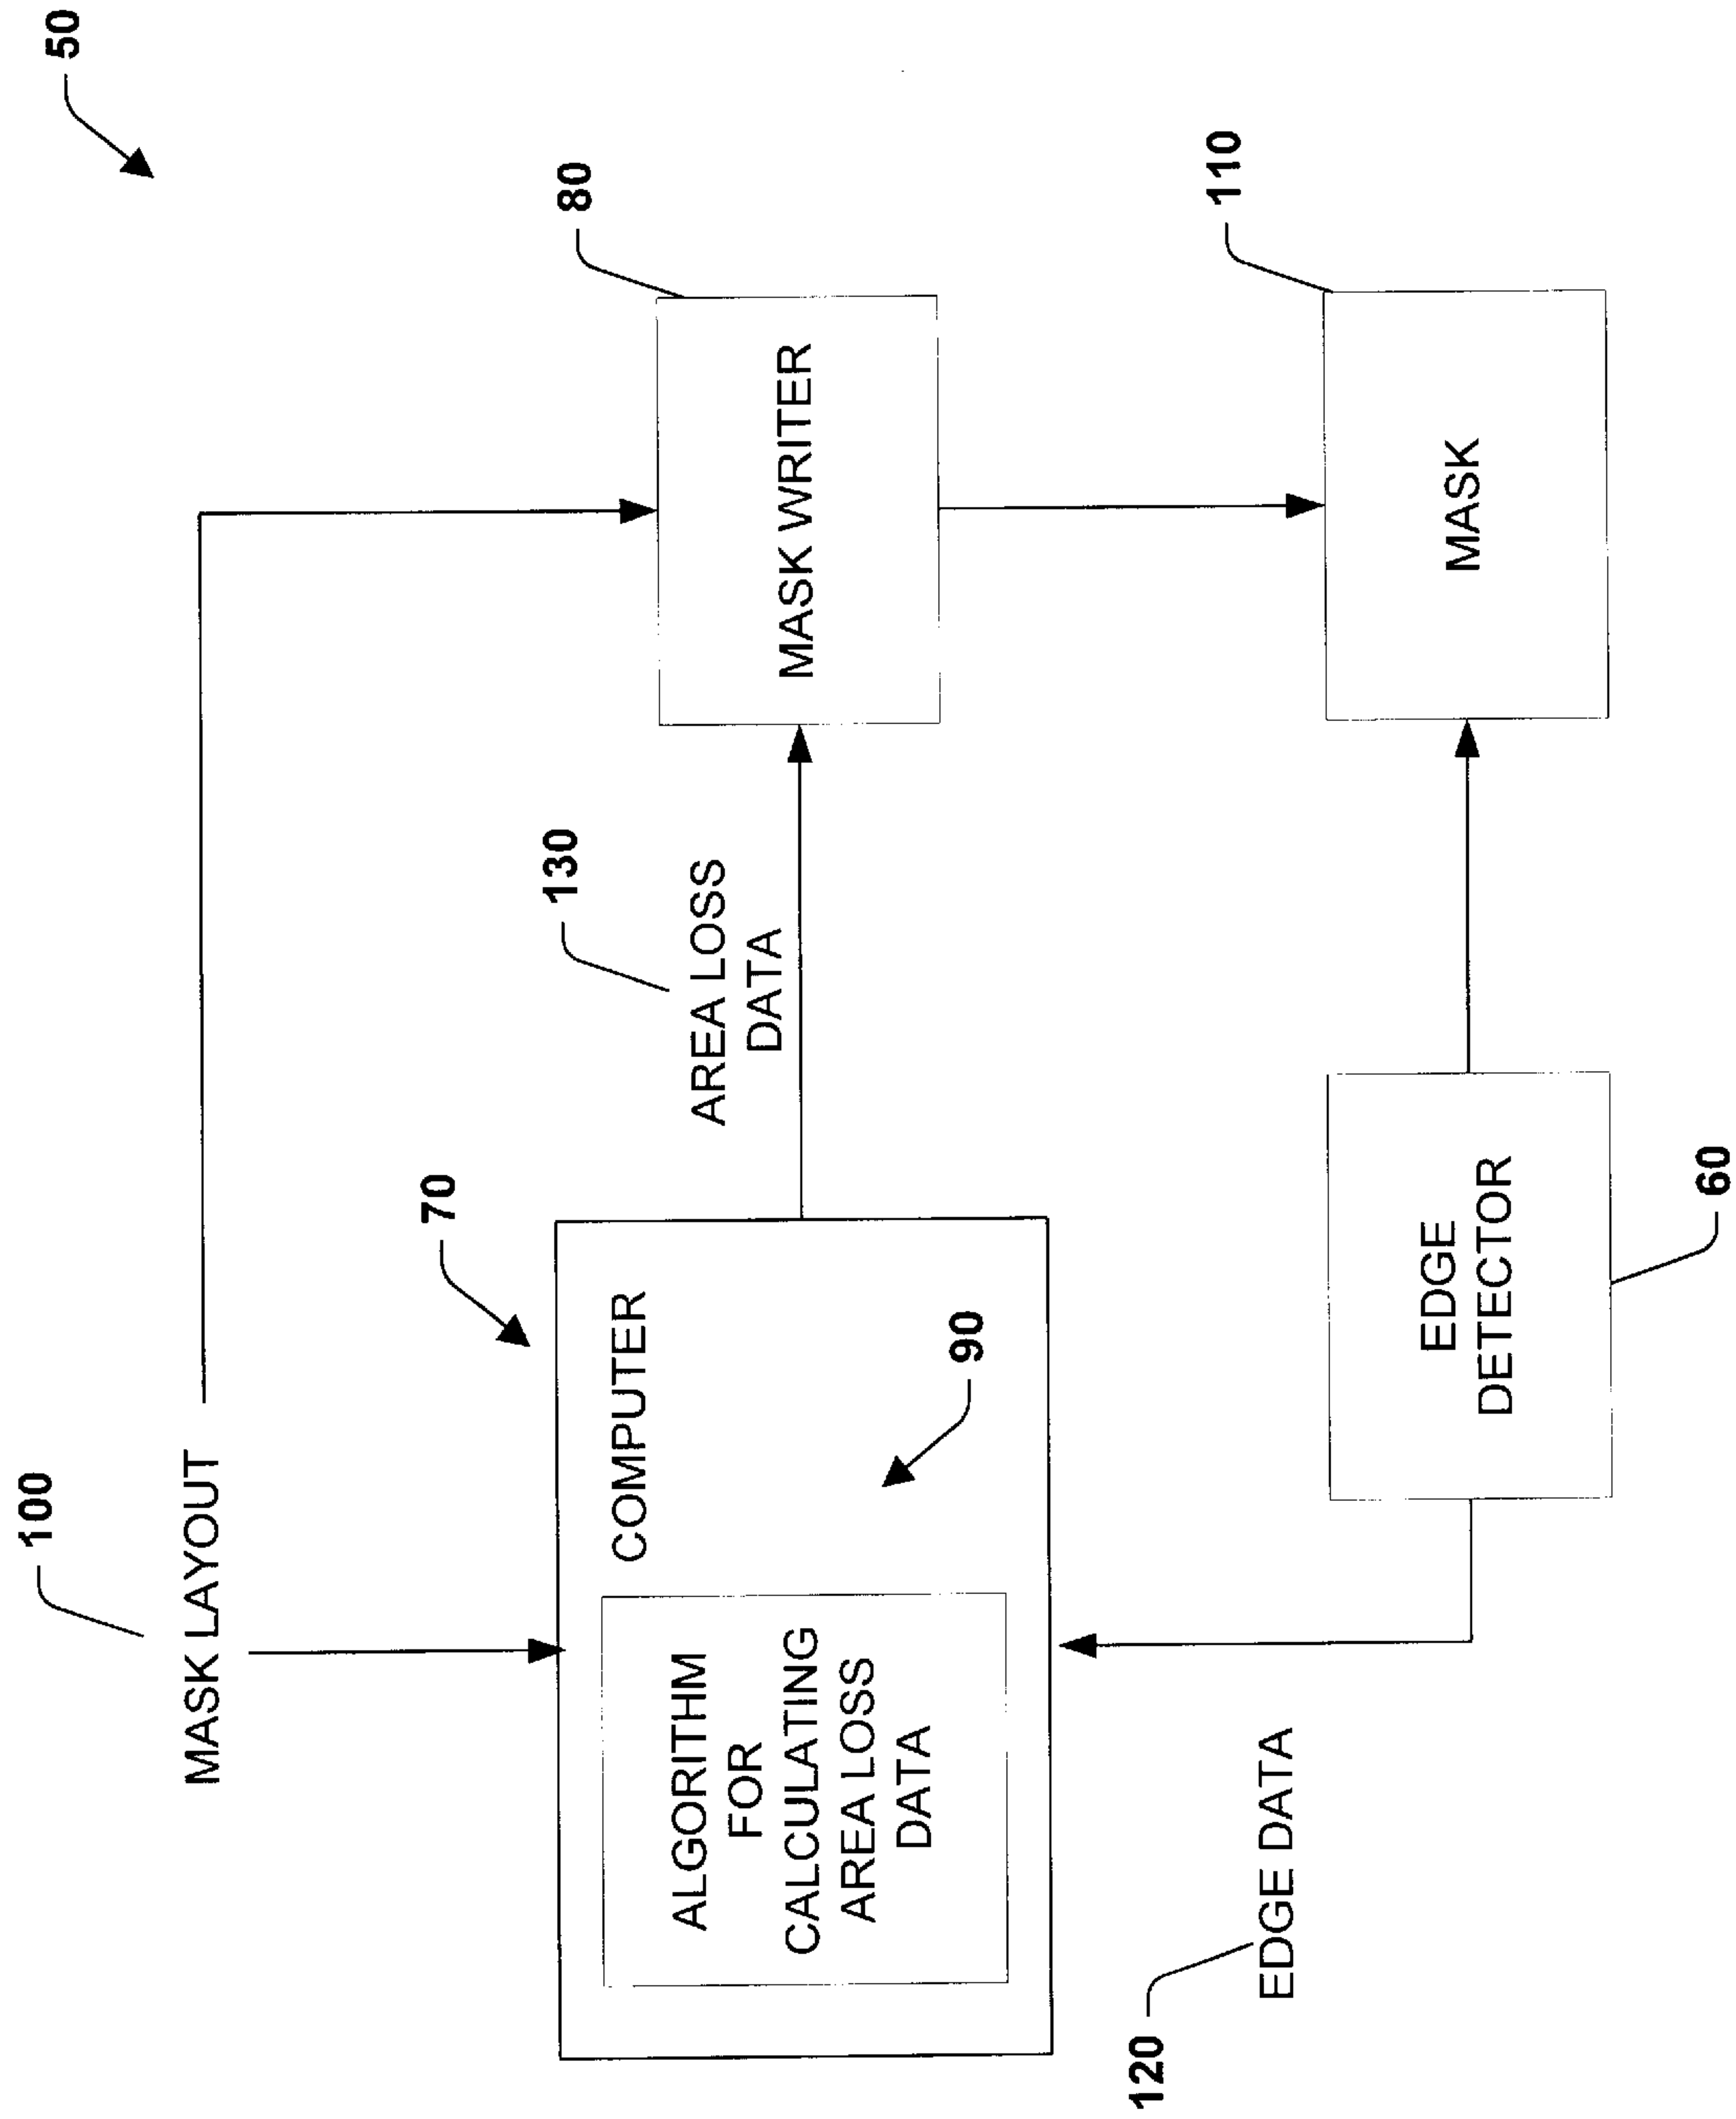 50
100
MASK LAYOUT
70
COMPUTER
ALGORITHM
FOR
CALCULATING
AREA LOSS
DATA
90
130
AREA LOSS
DATA
80
MASK WRITER
120
EDGE DATA
EDGE
DETECTOR
60
110
MASK